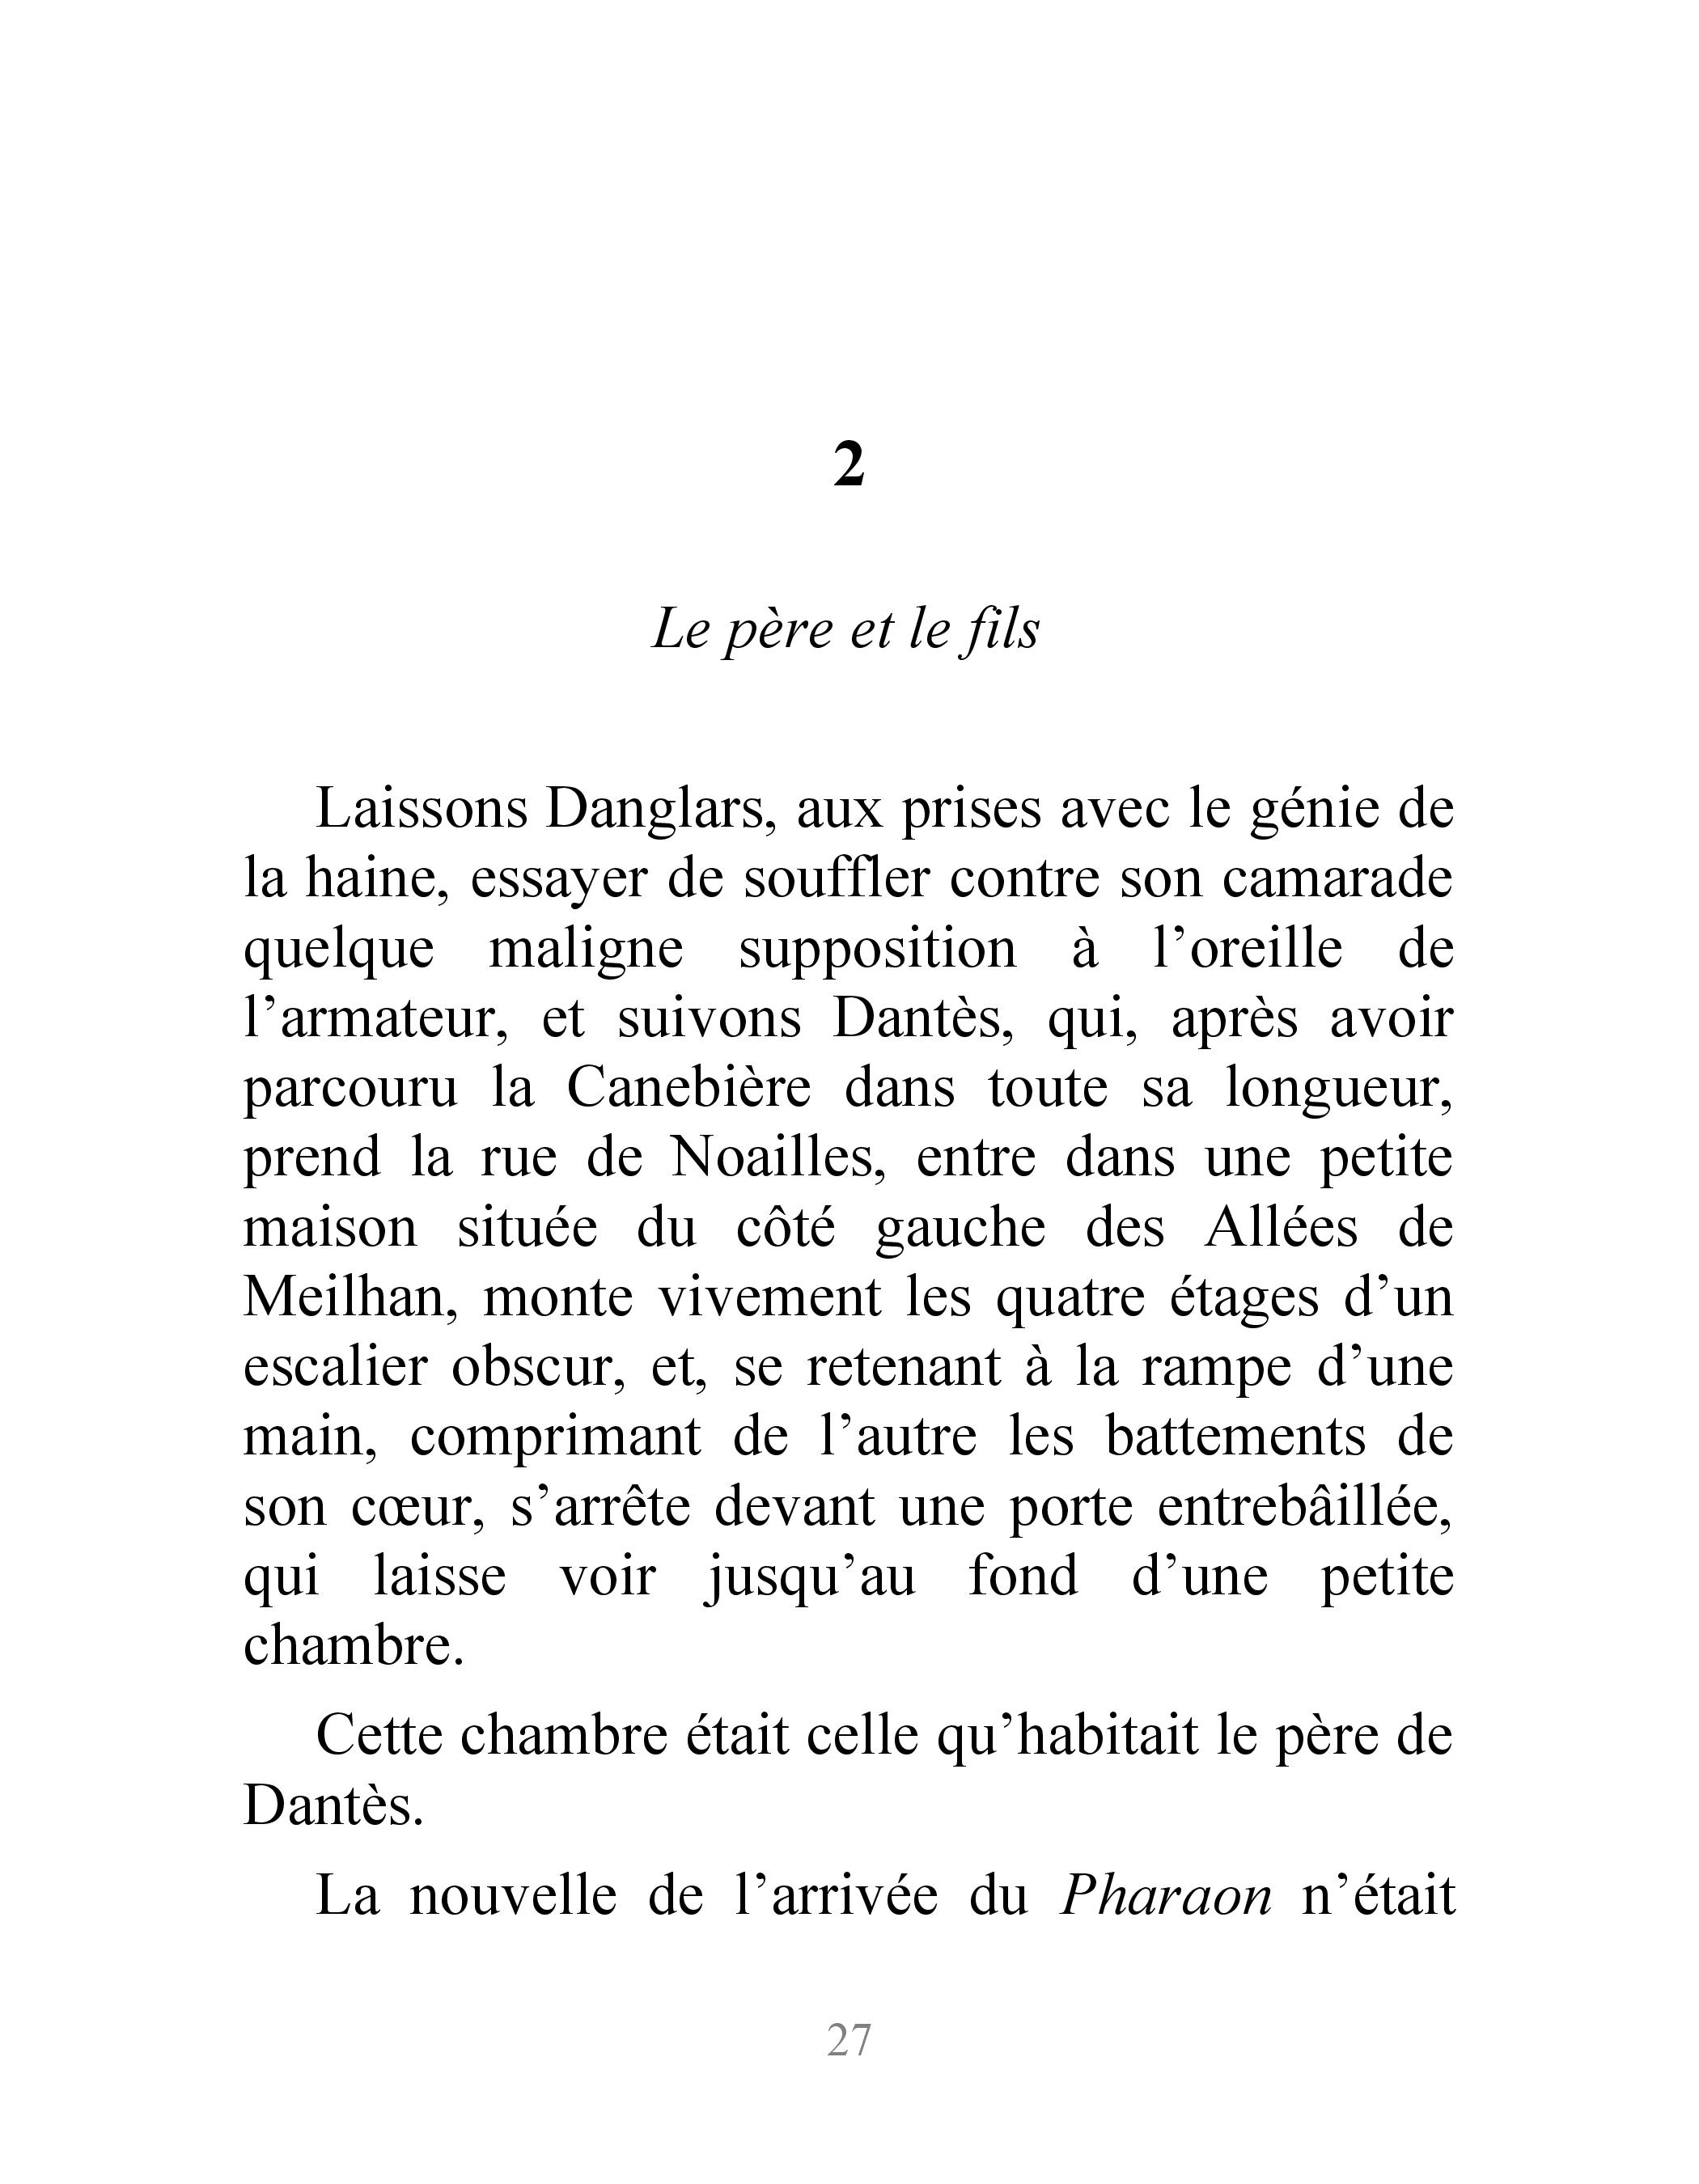 2
Le père et le fils
Laissons Danglars, aux prises avec le génie de
la haine, essayer de souffler contre son camarade
quelque maligne supposition à l’oreille de
l’armateur, et suivons Dantès, qui, après avoir
parcouru la Canebière dans toute sa longueur,
prend la rue de Noailles, entre dans une petite
maison située du côté gauche des Allées de
Meilhan, monte vivement les quatre étages d’un
escalier obscur, et, se retenant à la rampe d’une
main, comprimant de l’autre les battements de
son cœur, s’arrête devant une porte entrebâillée,
qui laisse voir jusqu’au fond d’une petite
chambre.
Cette chambre était celle qu’habitait le père de
Dantès.
La nouvelle de l’arrivée du Pharaon n’était
27